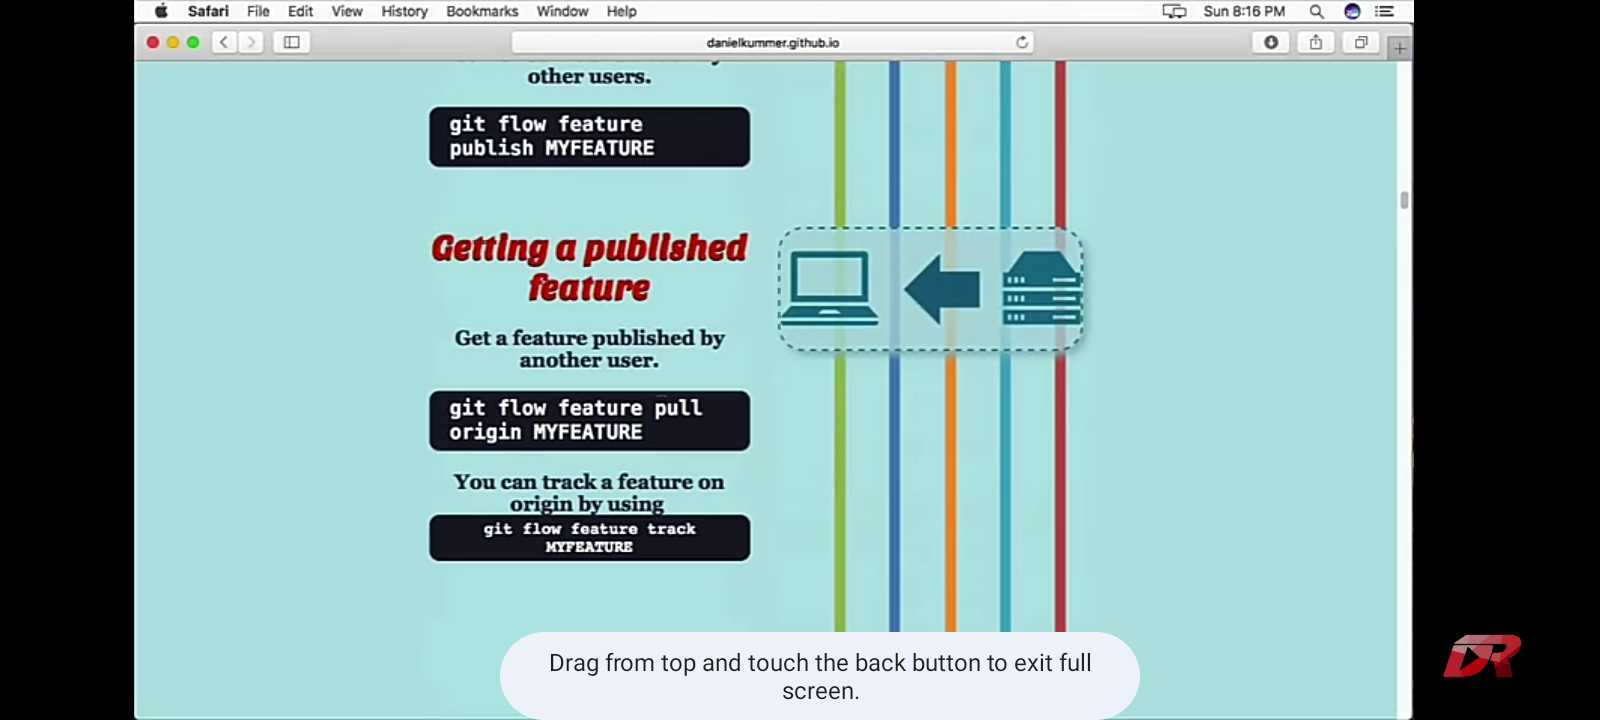 Safari File Edit View History Bookmarks Window Help Sun 8:16 PM
danielkummer.github.io
other users.
git flow feature
publish MYFEATURE
Getting a published
feature
Get a feature published by
another user.
git flow feature pull
origin MYFEATURE
You can track a feature on
origin by using
git flow feature track
MYFEATURE
Drag from top and touch the back button to exit full
screen.
DR